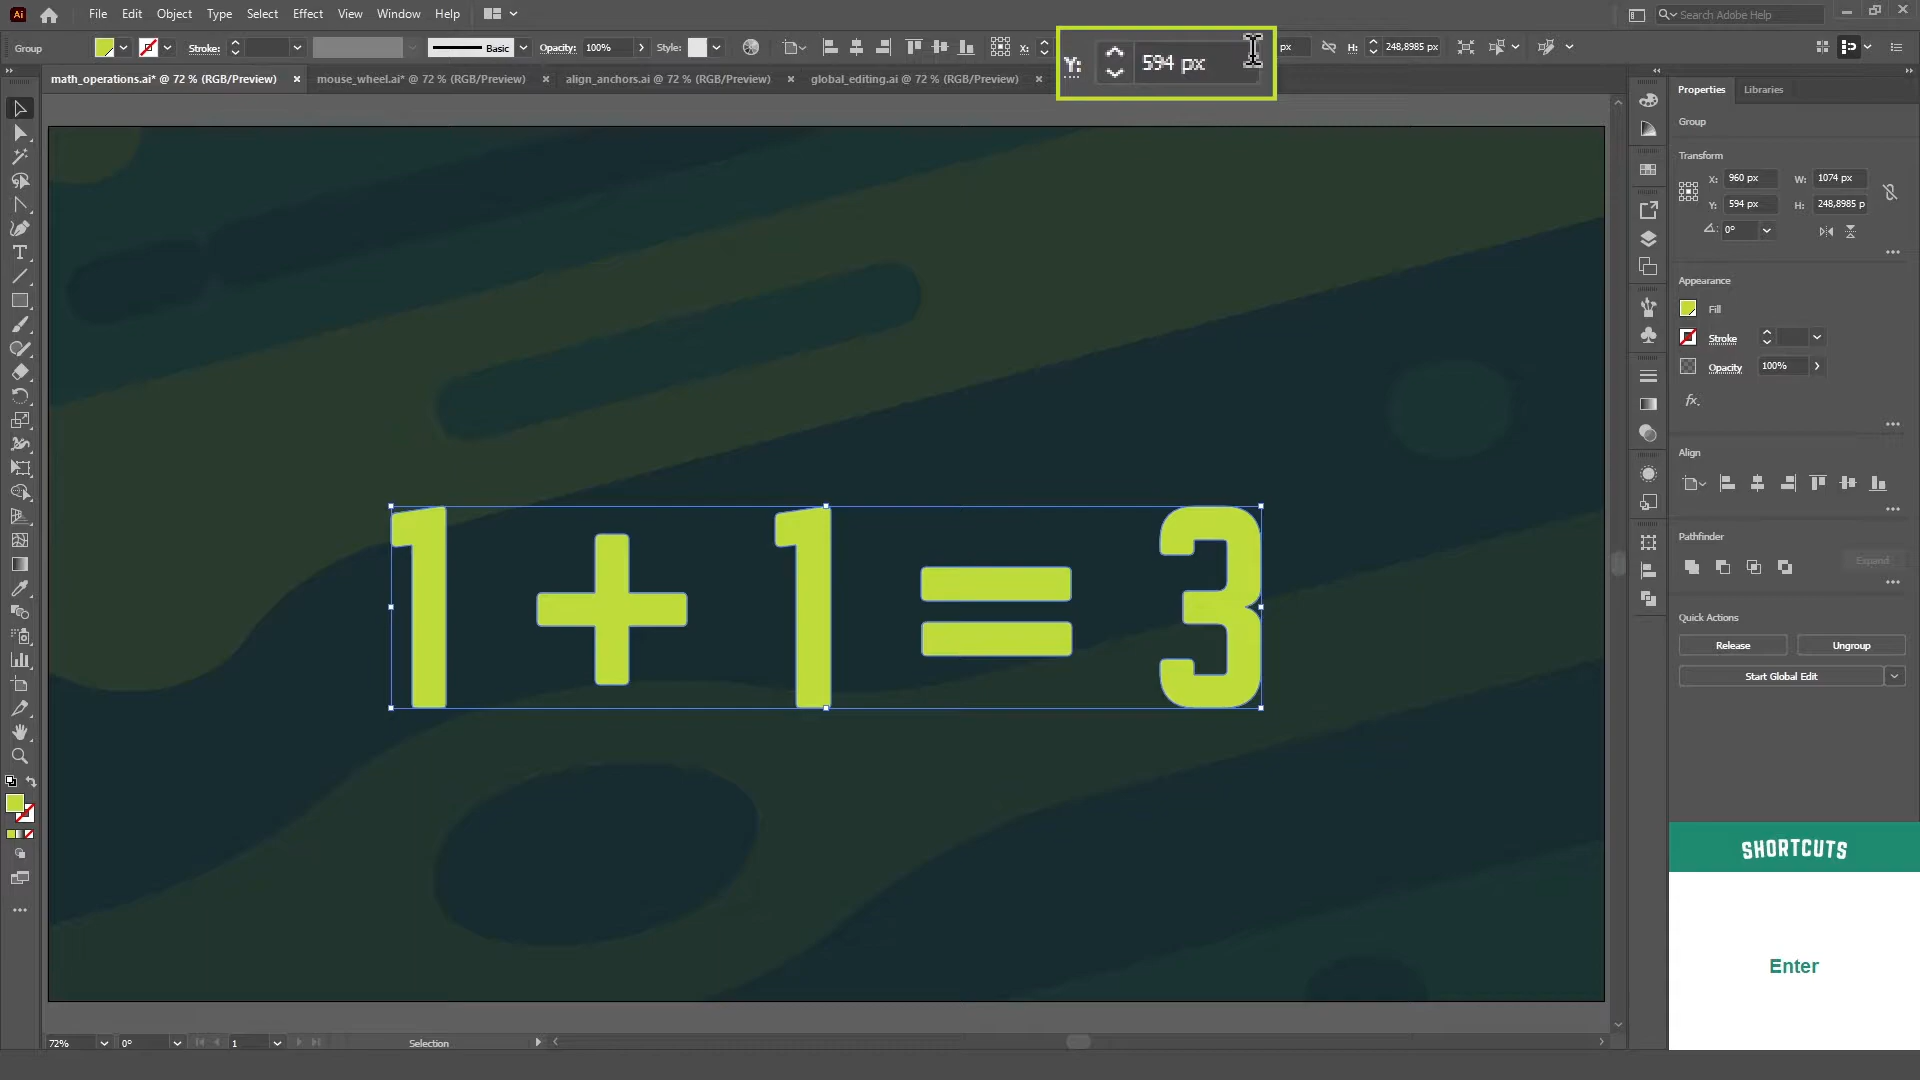 Ai File Edit Object Type Select Effect View Window Help Search Adobe Help
Group Stroke: Basic Opacity: 100% Style: X: Y: 594 px px H: 248,8985 px
math_operations.ai* @ 72 % (RGB/Preview) × mouse_wheel.ai* @ 72 % (RGB/Preview) × align_anchors.ai @ 72 % (RGB/Preview) × global_editing.ai @ 72 % (RGB/Preview) ×
Properties Libraries
Group
Transform
X: 960 px W: 1074 px
Y: 594 px H: 248,8985 p
0°
Appearance
Fill
Stroke
Opacity 100%
fx.
Align
1 + 1 = 3
Pathfinder
Expand
Quick Actions
Release Ungroup
Start Global Edit
SHORTCUTS
Enter
72% 0° 1 Selection